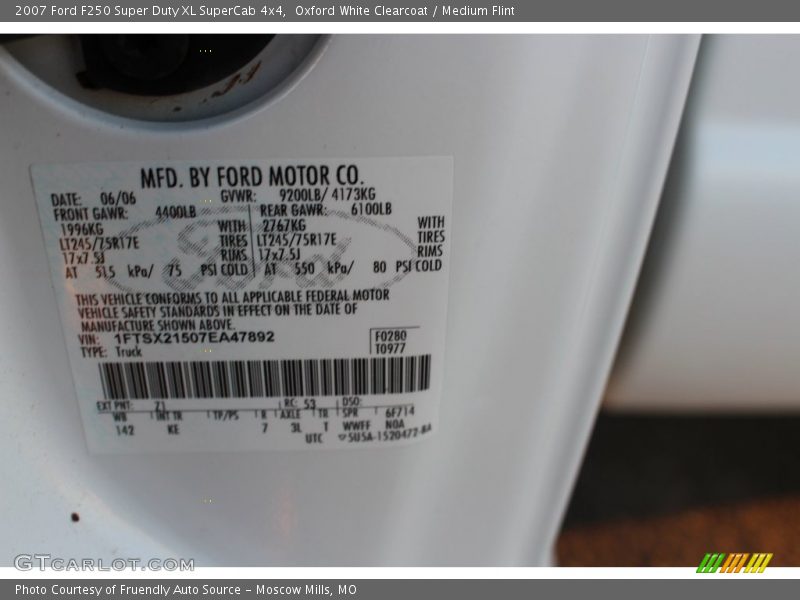 2007 Ford F250 Super Duty XL SuperCab 4x4,  Oxford White Clearcoat / Medium Flint
MFD. BY FORD MOTOR CO.
DATE: 06/06 GVWR: 9200LB/ 4173KG
FRONT GAWR: 4400LB REAR GAWR: 6100LB
1996KG WITH 2767KG WITH
LT245/75R17E TIRES LT245/75R17E TIRES
17x7.5J RIMS 17x7.5J RIMS
AT 515 kPa/ 75 PSI COLD AT 550 kPa/ 80 PSI COLD
THIS VEHICLE CONFORMS TO ALL APPLICABLE FEDERAL MOTOR
VEHICLE SAFETY STANDARDS IN EFFECT ON THE DATE OF
MANUFACTURE SHOWN ABOVE.
VIN: 1FTSX21507EA47892 F0280
TYPE: Truck T0977
EXT PNT: Z1 RC: 53 DSO:
WB INT TR TP/PS R AXLE TR SPR 6F714
142 KE 7 3L T WWFF NOA
UTC ▽5U5A-1520472-BA
GTCARLOT.COM
Photo Courtesy of Fruendly Auto Source – Moscow Mills, MO